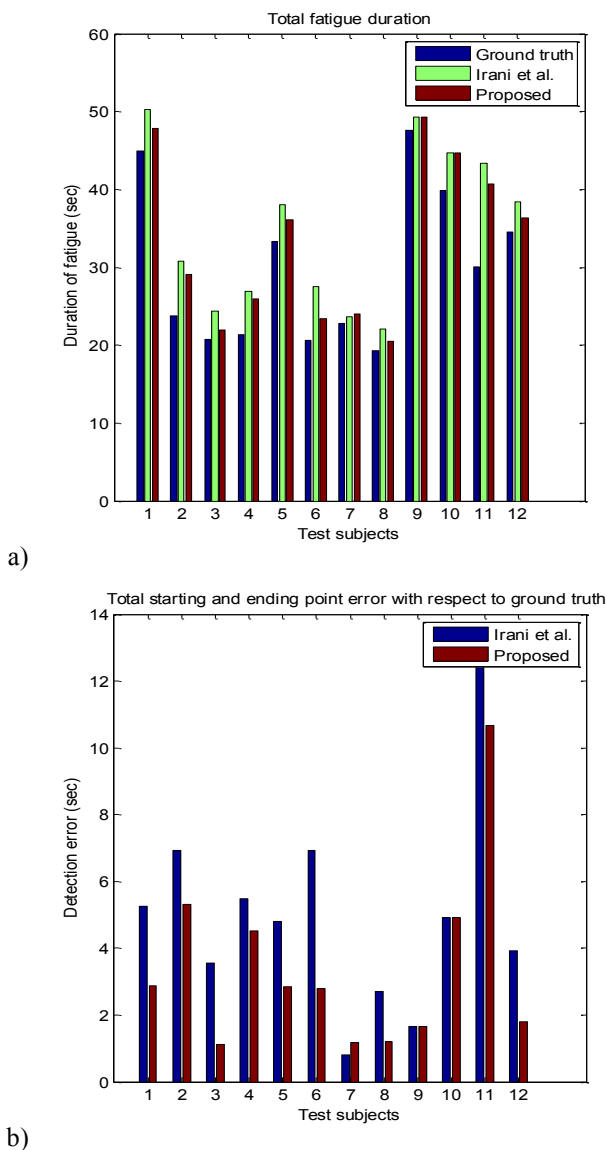 Total fatigue duration
60
50
40
30
20
10
0
Duration of fatigue (sec)
Ground truth
Irani et al.
Proposed
1 2 3 4 5 6 7 8 9 10 11 12
Test subjects
a)
Total starting and ending point error with respect to ground truth
14
12
10
8
6
4
2
0
Detection error (sec)
Irani et al.
Proposed
1 2 3 4 5 6 7 8 9 10 11 12
Test subjects
b)